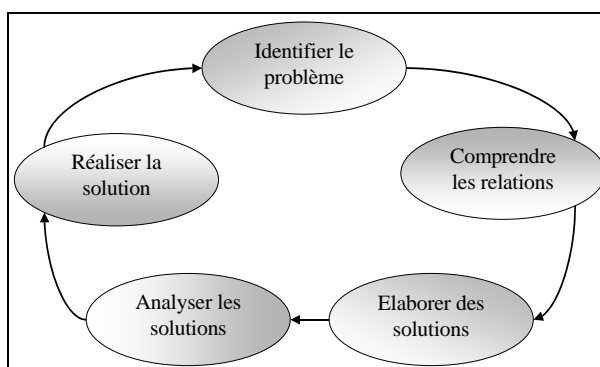 Identifier le
problème
Comprendre
les relations
Elaborer des
solutions
Analyser les
solutions
Réaliser la
solution